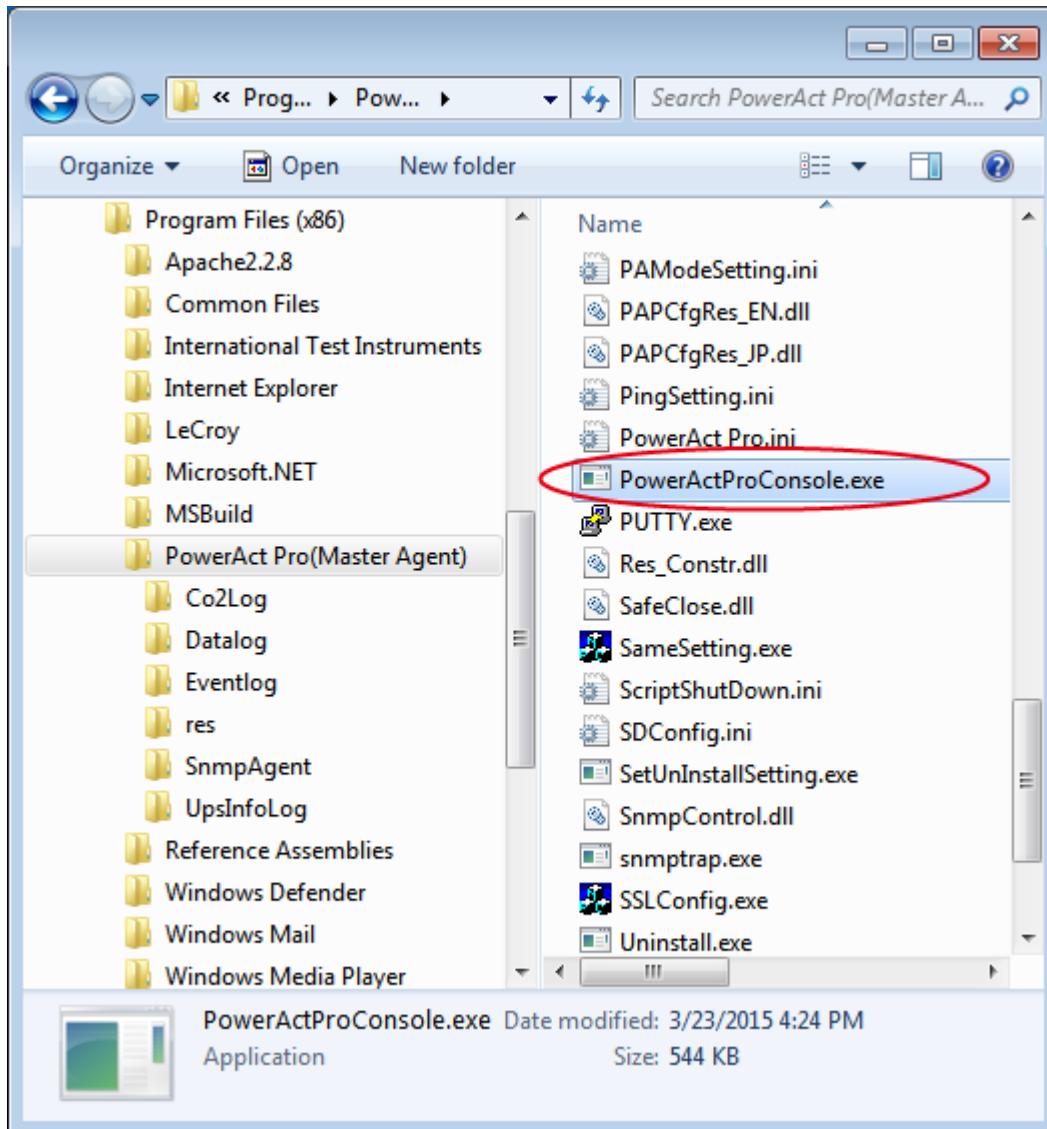 « Prog... Pow...
Search PowerAct Pro(Master A...
Organize Open New folder
Program Files (x86)
Apache2.2.8
Common Files
International Test Instruments
Internet Explorer
LeCroy
Microsoft.NET
MSBuild
PowerAct Pro(Master Agent)
Co2Log
Datalog
Eventlog
res
SnmpAgent
UpsInfoLog
Reference Assemblies
Windows Defender
Windows Mail
Windows Media Player
Name
PAModeSetting.ini
PAPCfgRes_EN.dll
PAPCfgRes_JP.dll
PingSetting.ini
PowerAct Pro.ini
PowerActProConsole.exe
PUTTY.exe
Res_Constr.dll
SafeClose.dll
SameSetting.exe
ScriptShutDown.ini
SDConfig.ini
SetUnInstallSetting.exe
SnmpControl.dll
snmptrap.exe
SSLConfig.exe
Uninstall.exe
PowerActProConsole.exe Date modified: 3/23/2015 4:24 PM
Application Size: 544 KB